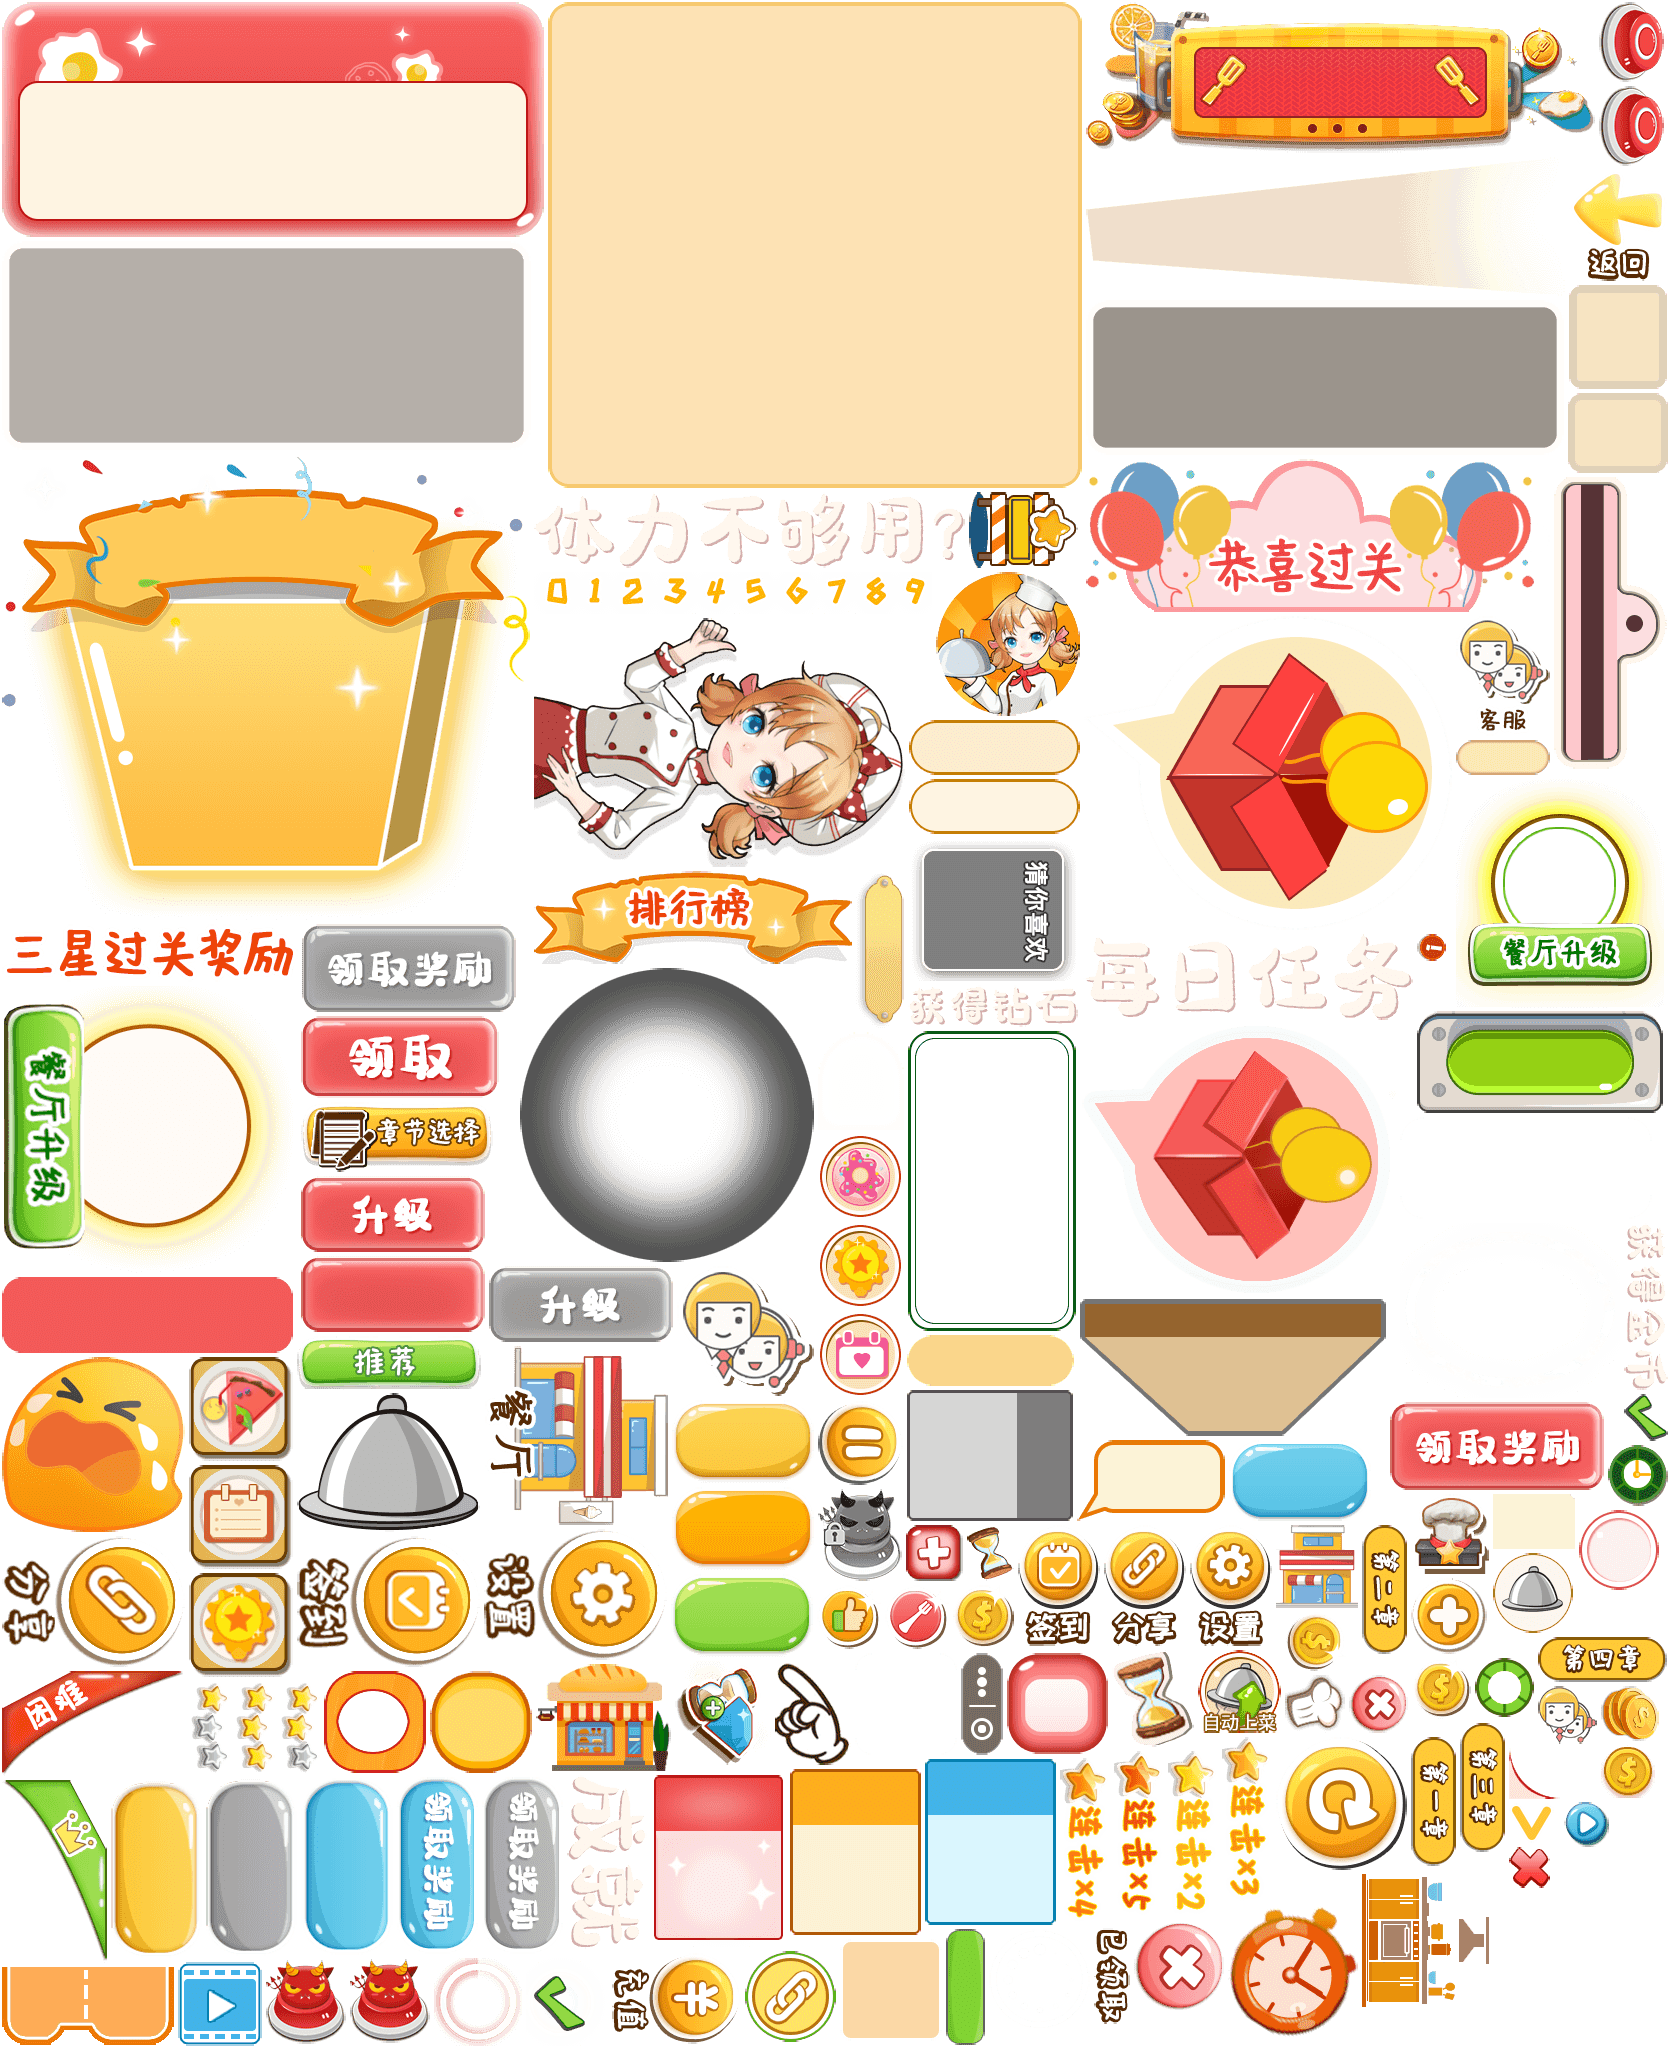 返回
体力不够用?
0 1 2 3 4 5 6 7 8 9
恭喜过关
客服
猜你喜欢
排行榜
三星过关奖励
领取奖励
获得钻石
每日任务
餐厅升级
领取
餐厅升级
章节选择
升级
获得金币
升级
推荐
餐厅
领取奖励
分享
签到
设置
签到
分享
设置
第二章
第四章
困难
自动上菜
领取奖励
领取奖励
成就
连击×4
连击×5
连击×2
连击×3
第一章
第三章
已领取
充值